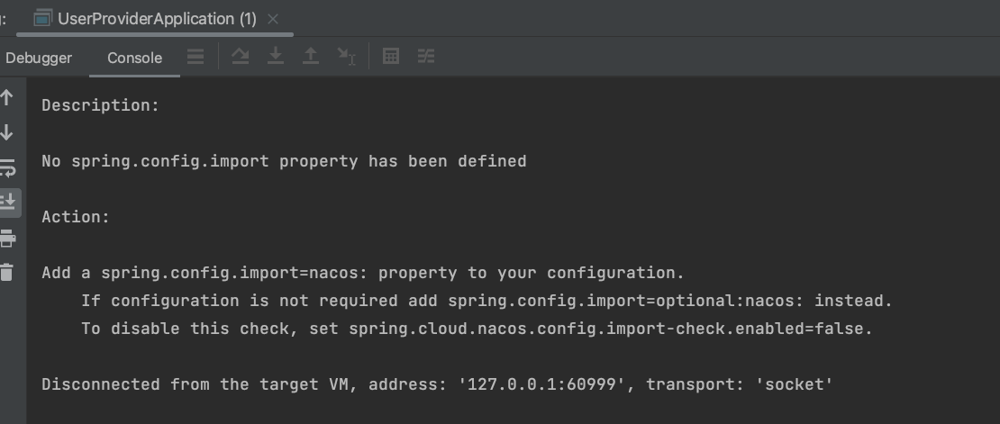 g:
UserProviderApplication (1)
Debugger
Console
Description:
No spring.config.import property has been defined
Action:
Add a spring.config.import=nacos: property to your configuration.
If configuration is not required add spring.config.import=optional:nacos: instead.
To disable this check, set spring.cloud.nacos.config.import-check.enabled=false.
Disconnected from the target VM, address: '127.0.0.1:60999', transport: 'socket'